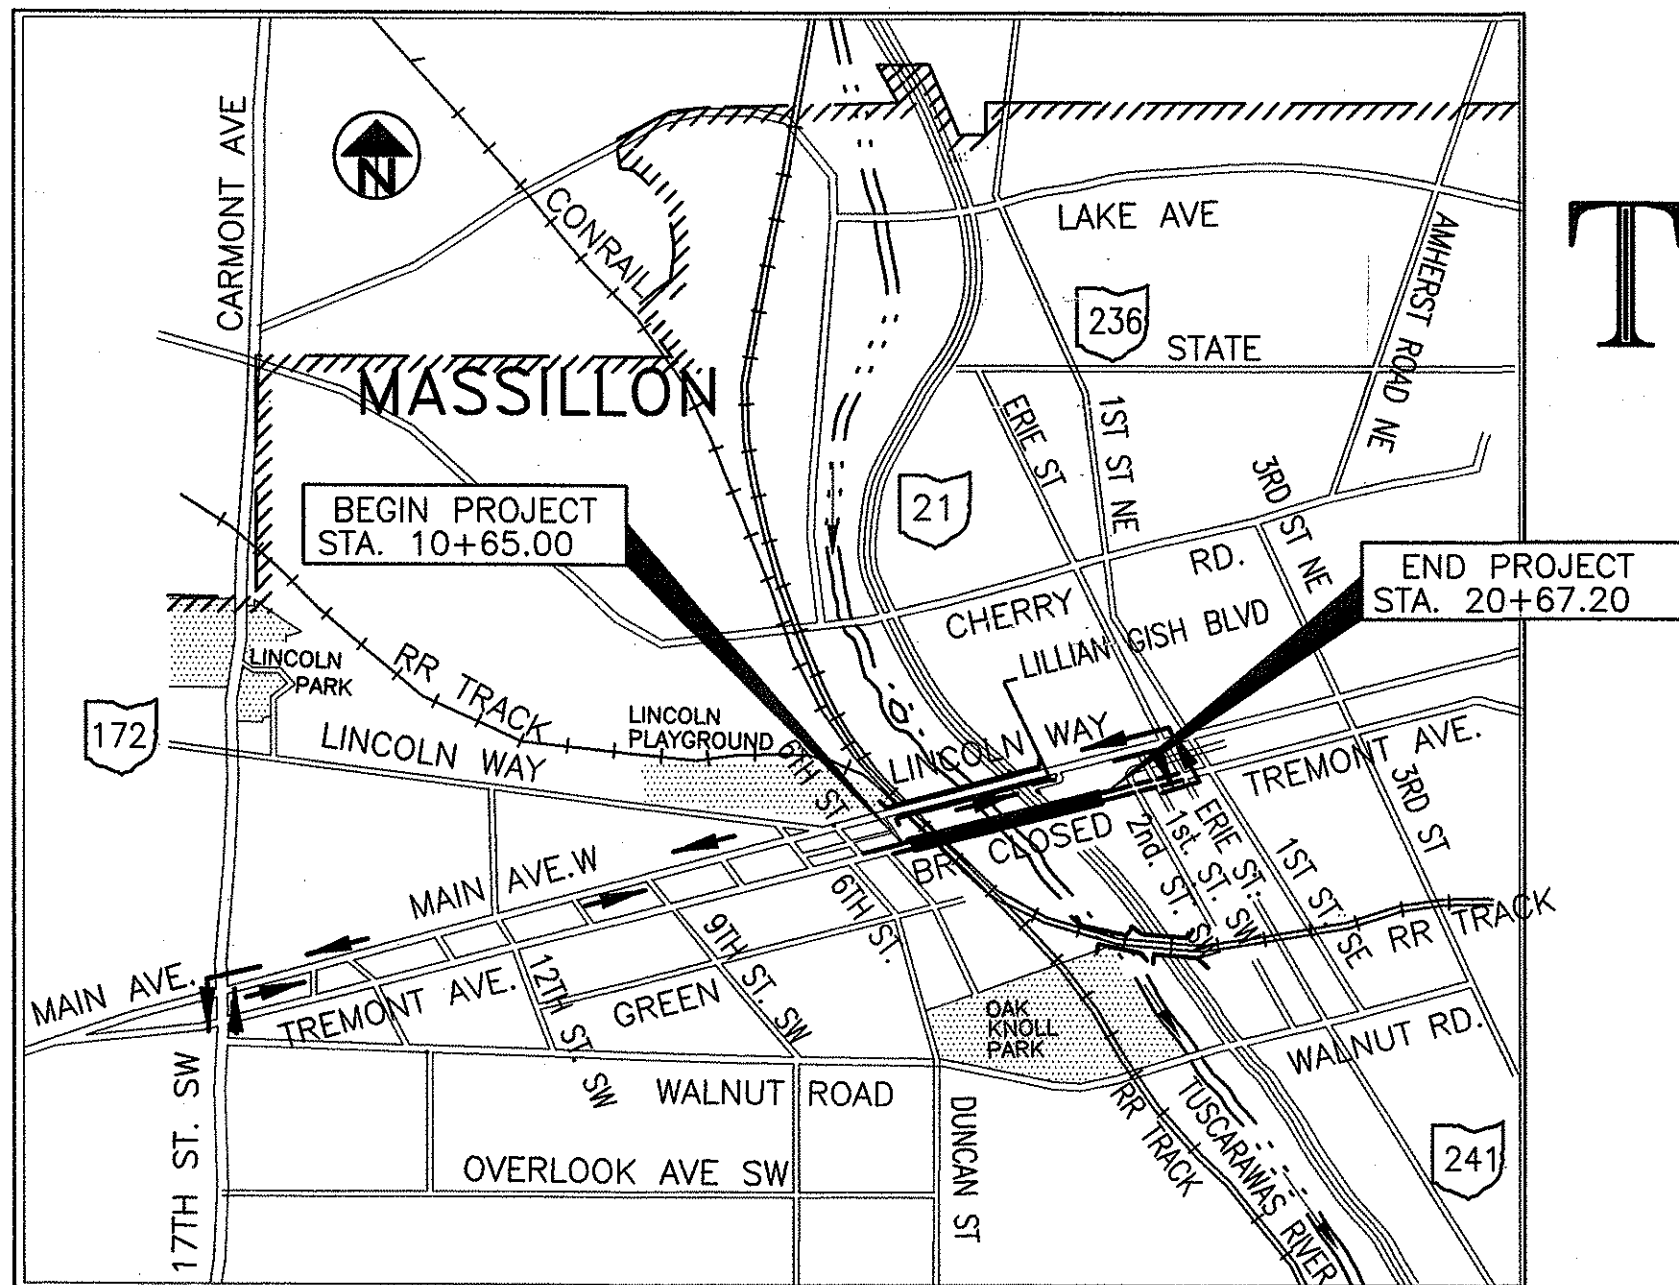 CARMONT AVE
N
CONRAIL
LAKE AVE
AMHERST ROAD NE
T
236
STATE
MASSILLON
ERIE ST
1ST ST NE
3RD ST NE
21
BEGIN PROJECT
STA. 10+65.00
RD.
CHERRY
END PROJECT
STA. 20+67.20
LILLIAN GISH BLVD
LINCOLN
PARK
RR TRACK
LINCOLN
PLAYGROUND
172
LINCOLN WAY
6TH ST.
LINCOLN WAY
TREMONT AVE.
3RD ST
BR CLOSED
2nd. ST. SW
1st. ST. SW
ERIE ST.
1ST ST. SE
MAIN AVE.W
6TH ST.
9TH ST. SW
RR TRACK
MAIN AVE.
TREMONT AVE.
12TH ST. SW
GREEN
OAK
KNOLL
PARK
WALNUT RD.
17TH ST. SW
WALNUT ROAD
DUNCAN ST
RR TRACK
TUSCARAWAS RIVER
OVERLOOK AVE SW
241